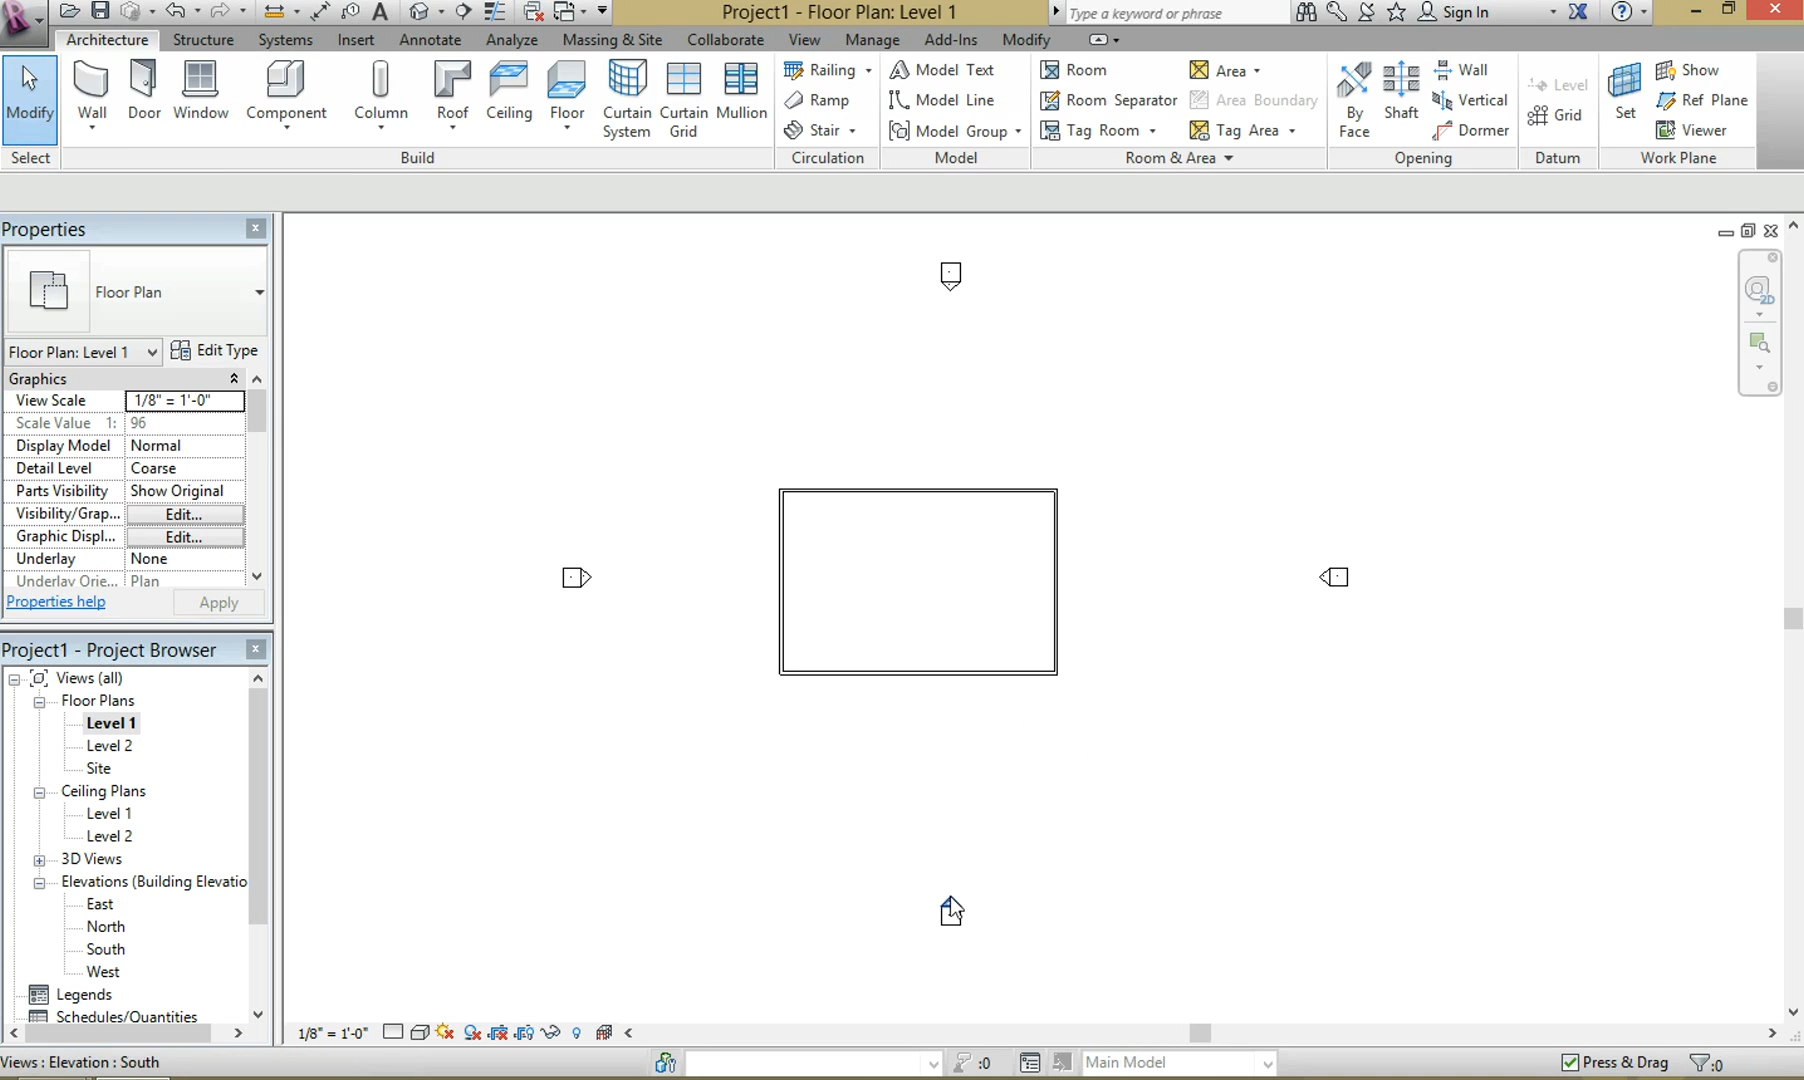 Project1 - Floor Plan: Level 1
Type a keyword or phrase
Sign In
Architecture Structure Systems Insert Annotate Analyze Massing & Site Collaborate View Manage Add-Ins Modify
Modify
Wall
Door
Window
Component
Column
Roof
Ceiling
Floor
Curtain System
Curtain Grid
Mullion
Railing
Ramp
Stair
Model Text
Model Line
Model Group
Room
Room Separator
Tag Room
Area
Area Boundary
Tag Area
By Face
Shaft
Wall
Vertical
Dormer
Level
Grid
Set
Show
Ref Plane
Viewer
Select Build Circulation Model Room & Area Opening Datum Work Plane
Properties
Floor Plan
Floor Plan: Level 1 Edit Type
Graphics
View Scale 1/8" = 1'-0"
Scale Value 1: 96
Display Model Normal
Detail Level Coarse
Parts Visibility Show Original
Visibility/Grap... Edit...
Graphic Displ... Edit...
Underlay None
Underlay Orie... Plan
Properties help Apply
2D
Project1 - Project Browser
Views (all)
Floor Plans
Level 1
Level 2
Site
Ceiling Plans
Level 1
Level 2
3D Views
Elevations (Building Elevatio
East
North
South
West
Legends
Schedules/Quantities
1/8" = 1'-0"
Views : Elevation : South :0 Main Model Press & Drag :0